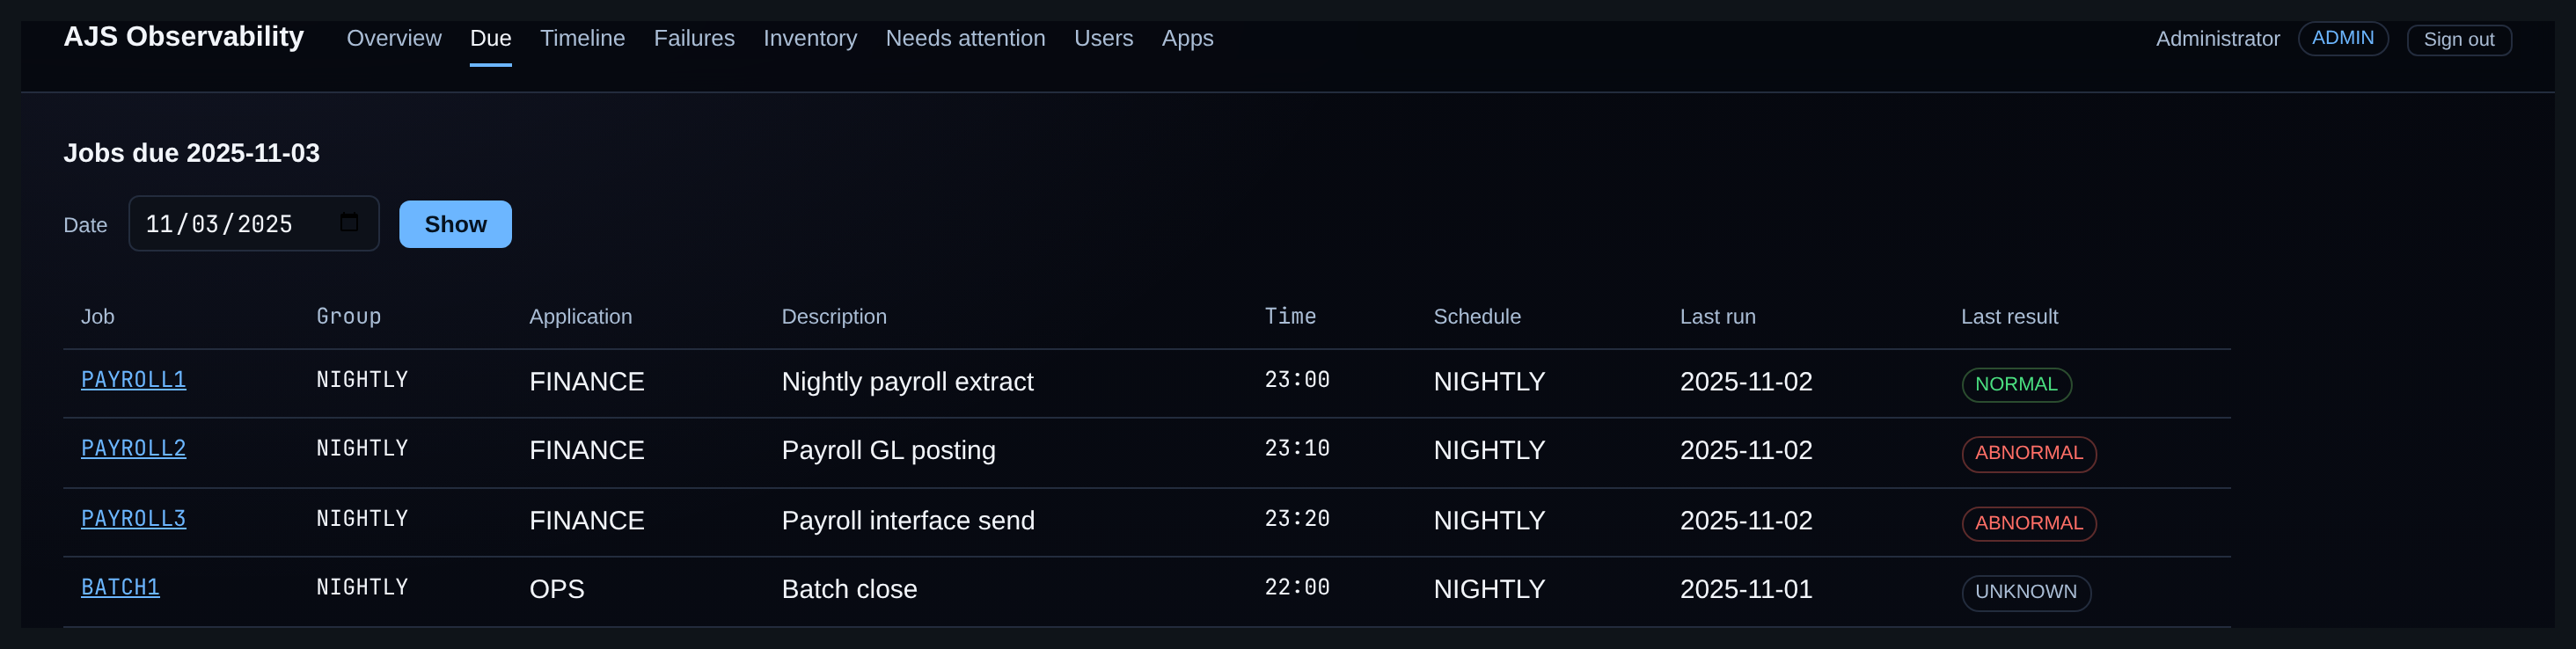 AJS Observability Overview Due Timeline Failures Inventory Needs attention Users Apps Administrator ADMIN Sign out
Jobs due 2025-11-03
Date 11/03/2025 Show
Job Group Application Description Time Schedule Last run Last result
PAYROLL1 NIGHTLY FINANCE Nightly payroll extract 23:00 NIGHTLY 2025-11-02 NORMAL
PAYROLL2 NIGHTLY FINANCE Payroll GL posting 23:10 NIGHTLY 2025-11-02 ABNORMAL
PAYROLL3 NIGHTLY FINANCE Payroll interface send 23:20 NIGHTLY 2025-11-02 ABNORMAL
BATCH1 NIGHTLY OPS Batch close 22:00 NIGHTLY 2025-11-01 UNKNOWN